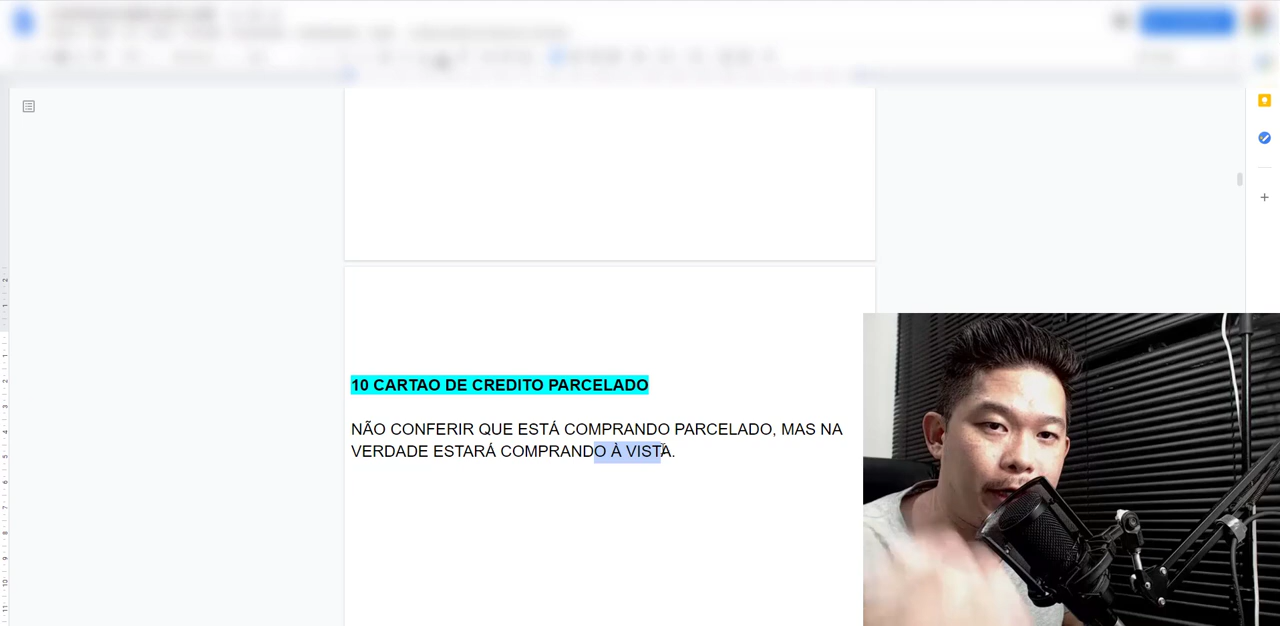 10 CARTAO DE CREDITO PARCELADO
NÃO CONFERIR QUE ESTÁ COMPRANDO PARCELADO, MAS NA
VERDADE ESTARÁ COMPRANDO À VISTA.